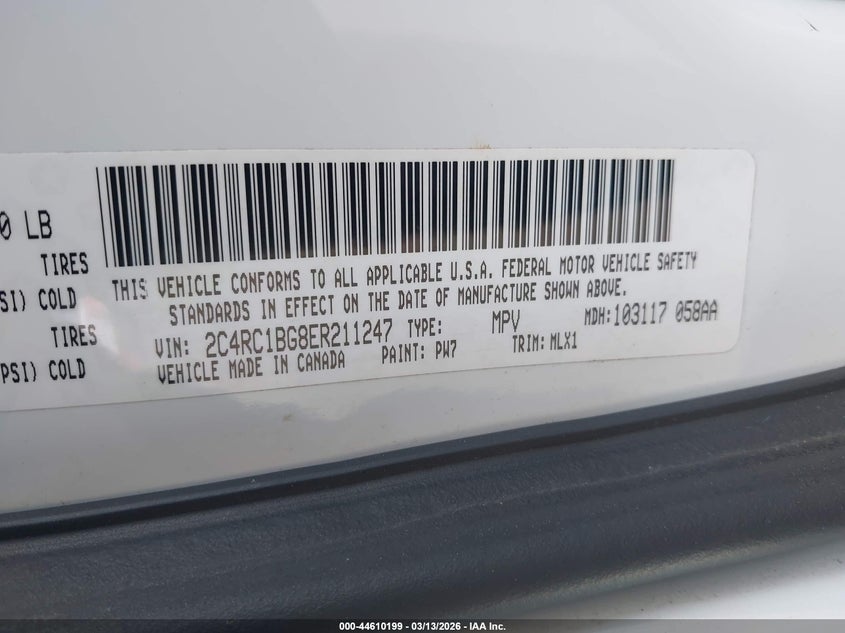 0 LB
TIRES
SI) COLD
TIRES
PSI) COLD
THIS VEHICLE CONFORMS TO ALL APPLICABLE U.S.A. FEDERAL MOTOR VEHICLE SAFETY
STANDARDS IN EFFECT ON THE DATE OF MANUFACTURE SHOWN ABOVE.
VIN: 2C4RC1BG8ER211247 TYPE: MPV MDH: 103117 058AA
VEHICLE MADE IN CANADA PAINT: PW7 TRIM: MLX1
000-44610199 - 03/13/2026 - IAA Inc.